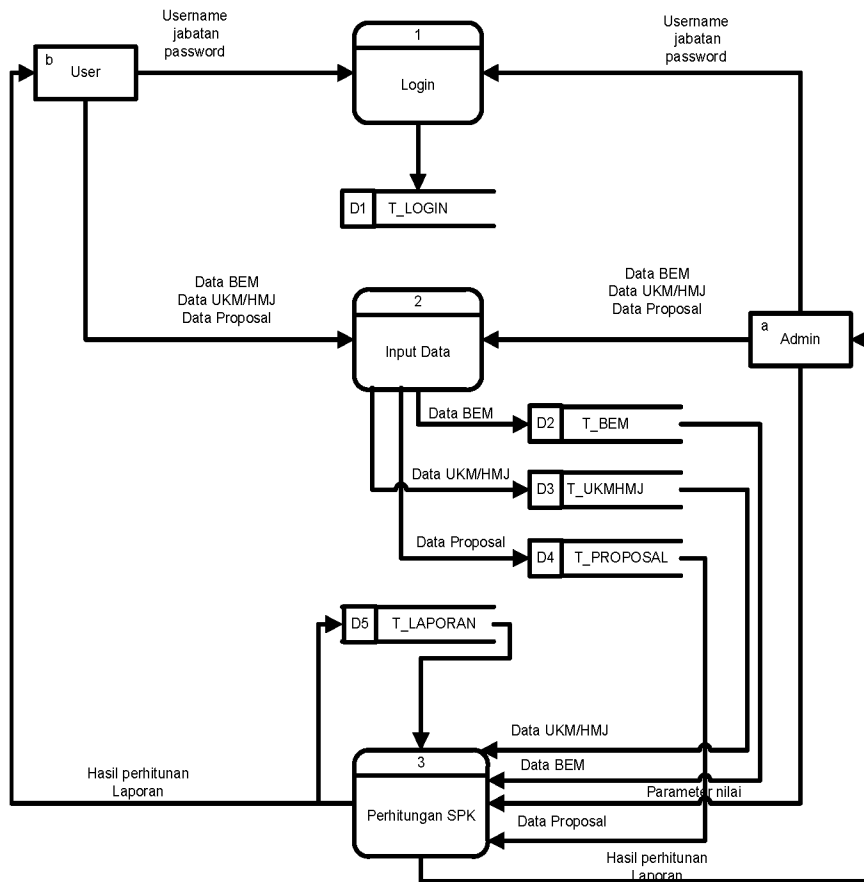 Username
jabatan
password
1
Username
jabatan
password
b
User
Login
D1 T_LOGIN
Data BEM
Data UKM/HMJ
Data Proposal
2
Data BEM
Data UKM/HMJ
Data Proposal
a
Admin
Input Data
Data BEM
D2 T_BEM
Data UKM/HMJ
D3 T_UKMHMJ
Data Proposal
D4 T_PROPOSAL
D5 T_LAPORAN
Data UKM/HMJ
3
Data BEM
Hasil perhitunan
Laporan
Parameter nilai
Perhitungan SPK
Data Proposal
Hasil perhitunan
Laporan